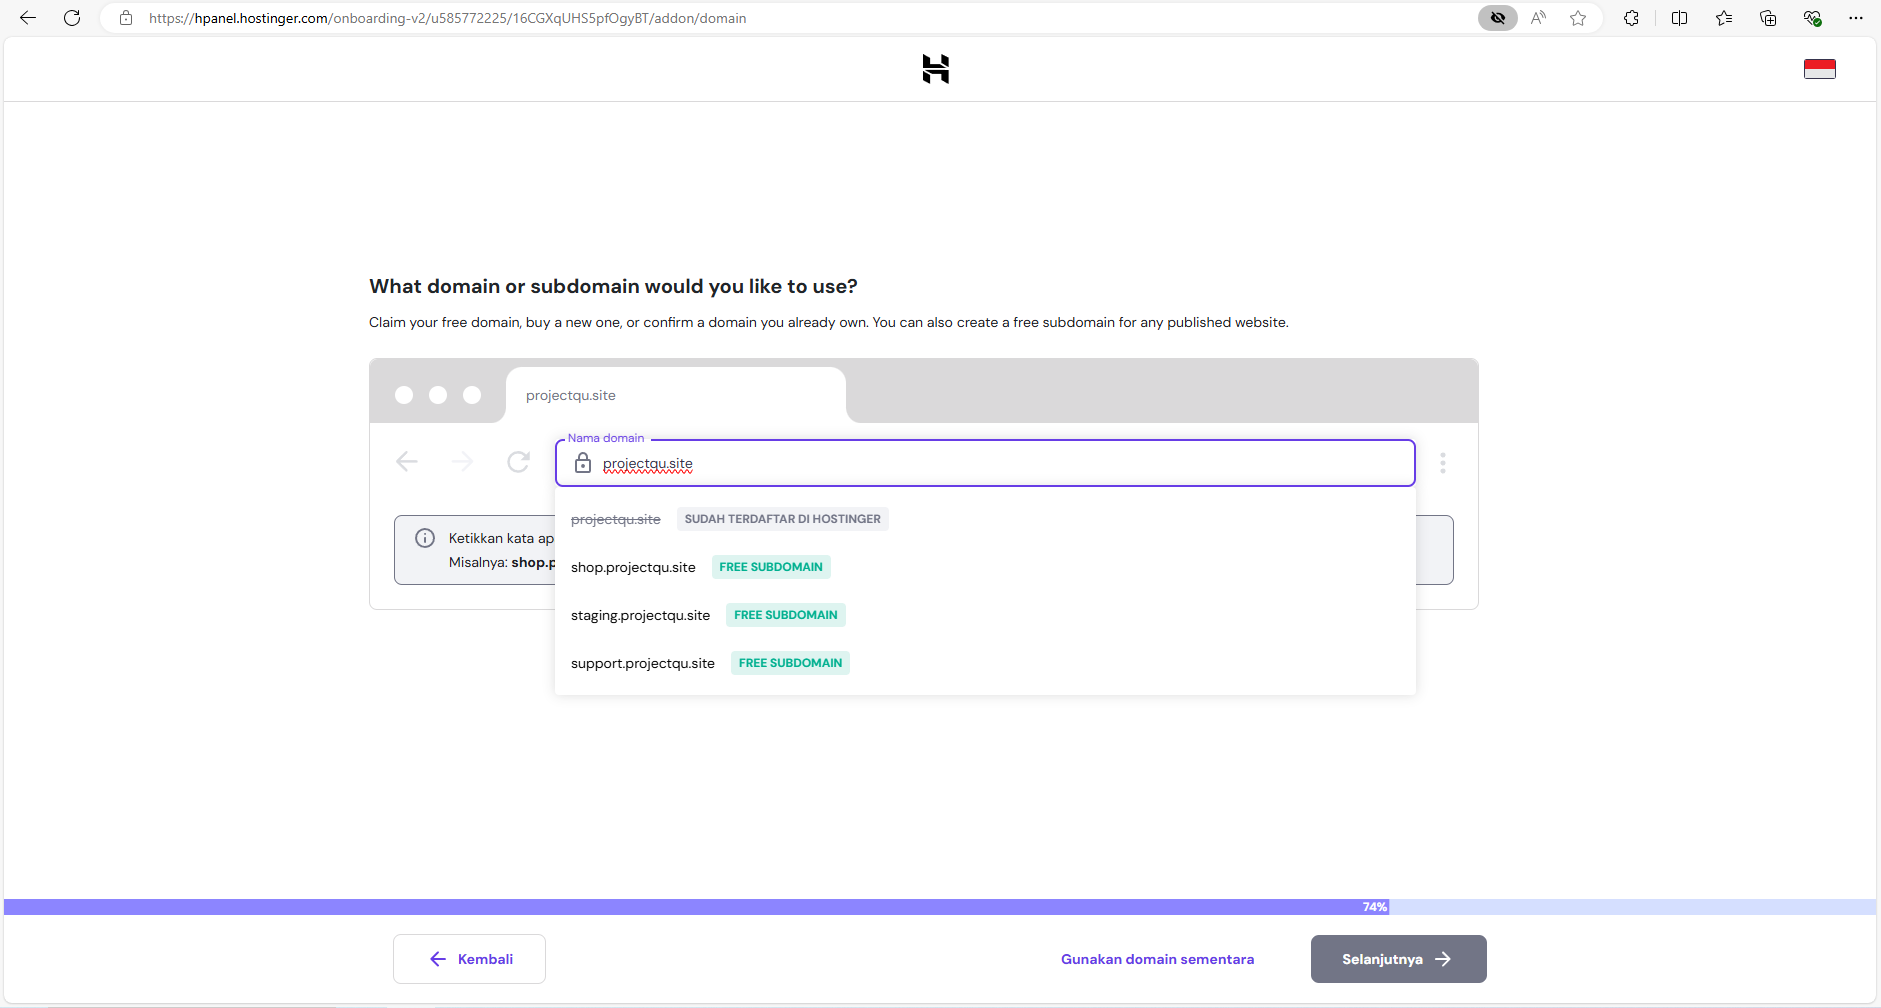 https://hpanel.hostinger.com/onboarding-v2/u585772225/16CGXqUHS5pfOgyBT/addon/domain
What domain or subdomain would you like to use?
Claim your free domain, buy a new one, or confirm a domain you already own. You can also create a free subdomain for any published website.
projectqu.site
Nama domain
projectqu.site
projectqu.site SUDAH TERDAFTAR DI HOSTINGER
Ketikkan kata ap
Misalnya: shop.p
shop.projectqu.site FREE SUBDOMAIN
staging.projectqu.site FREE SUBDOMAIN
support.projectqu.site FREE SUBDOMAIN
74%
Kembali
Gunakan domain sementara
Selanjutnya